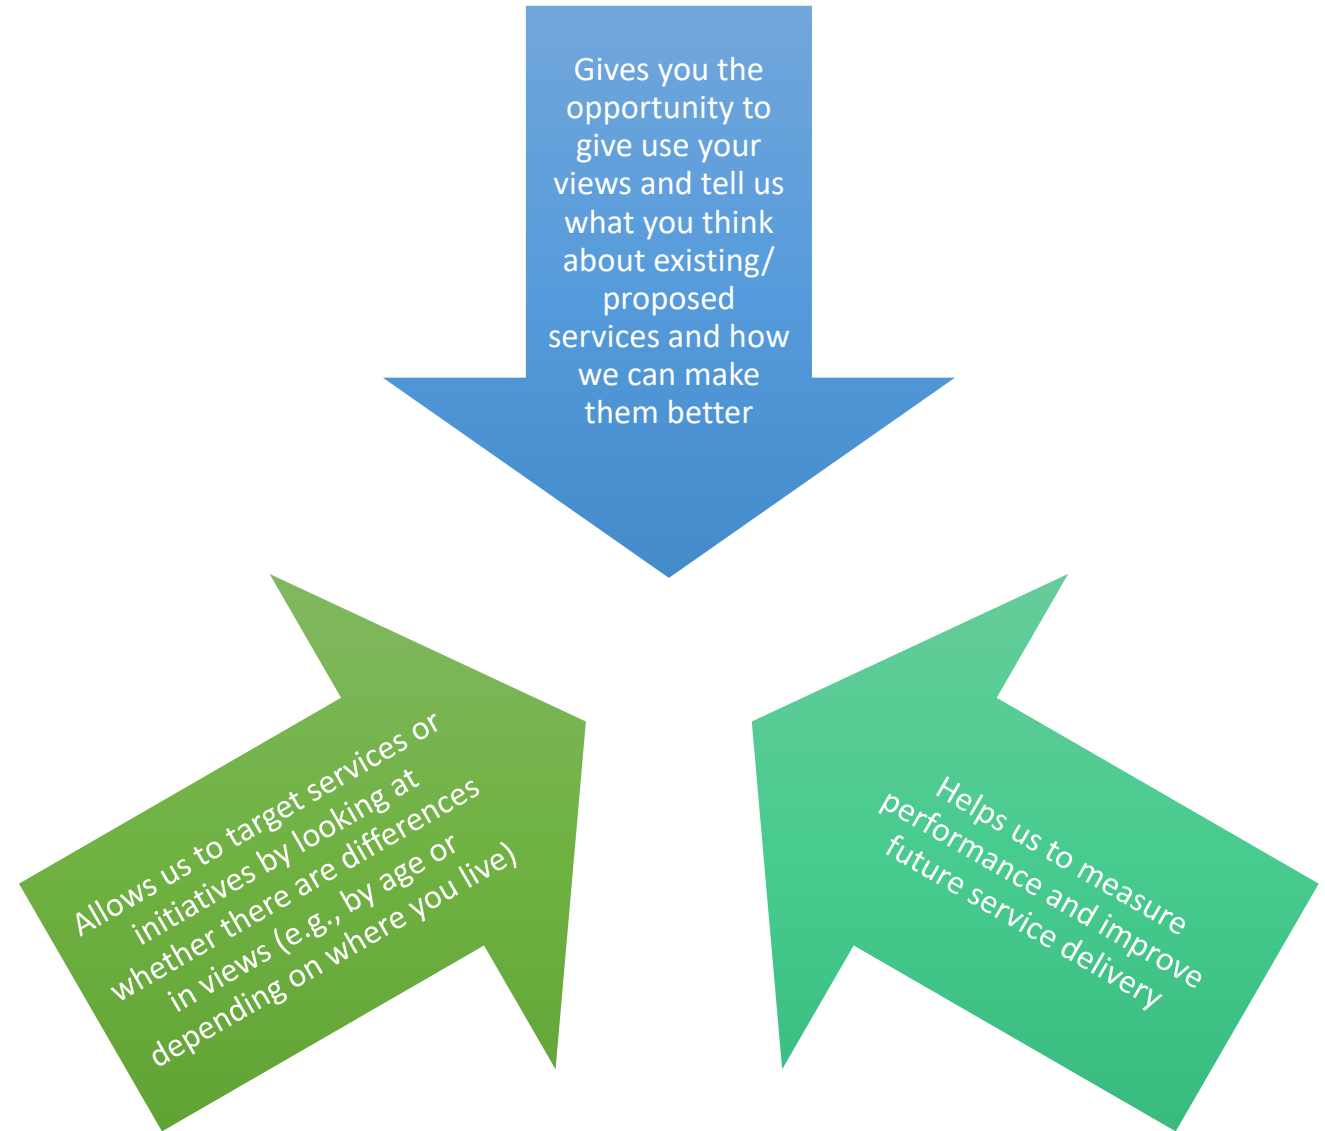 Gives you the
opportunity to
give use your
views and tell us
what you think
about existing/
proposed
services and how
we can make
them better
Allows us to target services or
initiatives by looking at
whether there are differences
in views (e.g., by age or
depending on where you live)
Helps us to measure
performance and improve
future service delivery